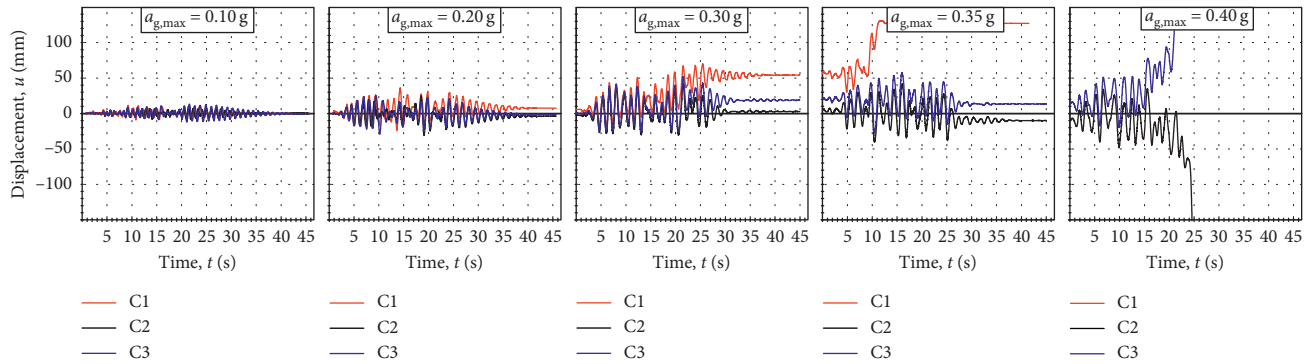 a_g,max = 0.10 g
a_g,max = 0.20 g
a_g,max = 0.30 g
a_g,max = 0.35 g
a_g,max = 0.40 g
Displacement, u (mm)
100
50
0
−50
−100
5 10 15 20 25 30 35 40 45
5 10 15 20 25 30 35 40 45
5 10 15 20 25 30 35 40 45
5 10 15 20 25 30 35 40 45
5 10 15 20 25 30 35 40 45
Time, t (s)
Time, t (s)
Time, t (s)
Time, t (s)
Time, t (s)
C1
C2
C3
C1
C2
C3
C1
C2
C3
C1
C2
C3
C1
C2
C3